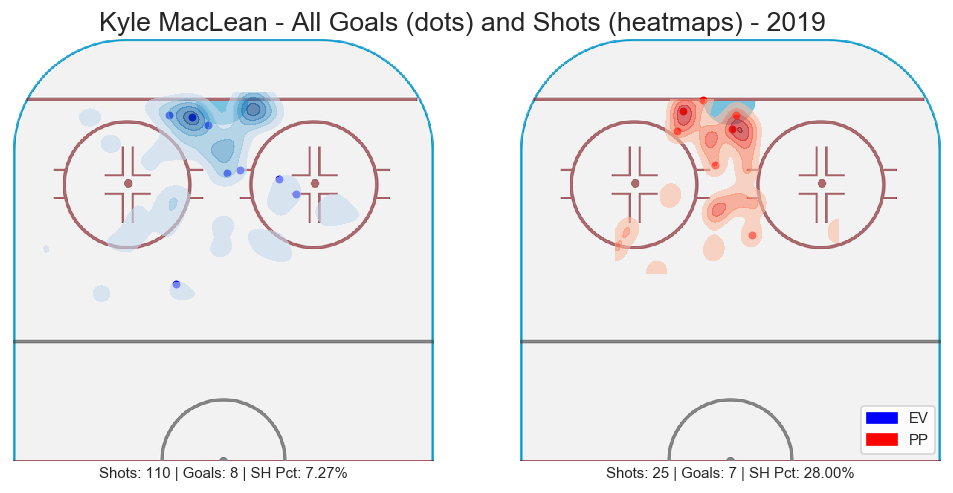 Kyle MacLean - All Goals (dots) and Shots (heatmaps) - 2019
EV
PP
Shots: 110 | Goals: 8 | SH Pct: 7.27%
Shots: 25 | Goals: 7 | SH Pct: 28.00%